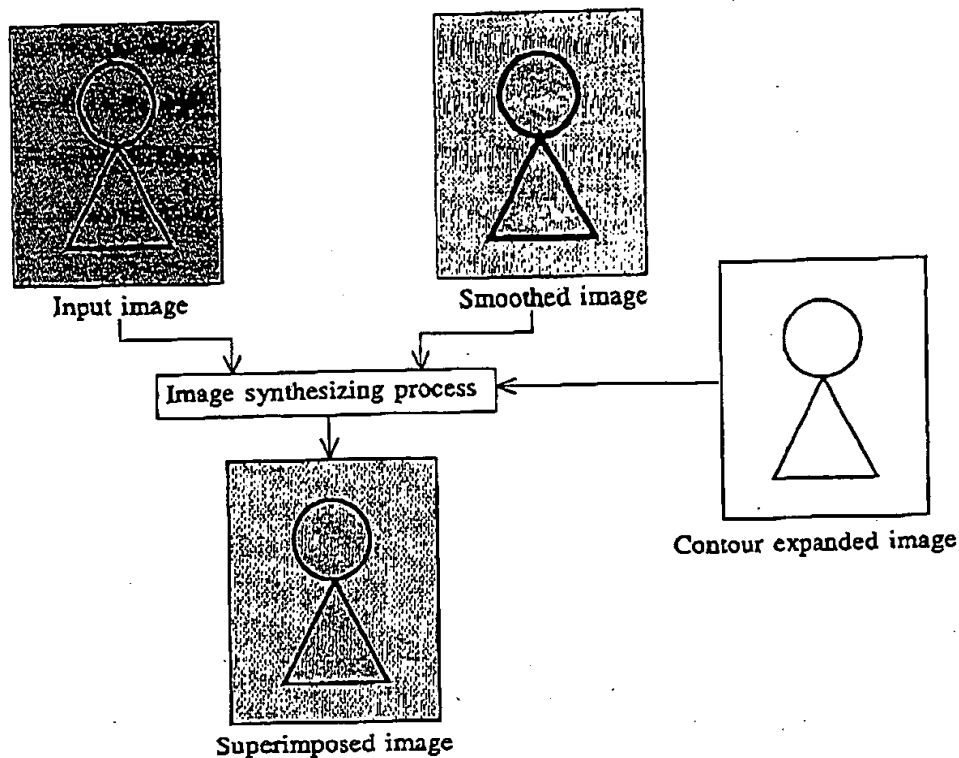 Input image
Smoothed image
Image synthesizing process
Contour expanded image
Superimposed image